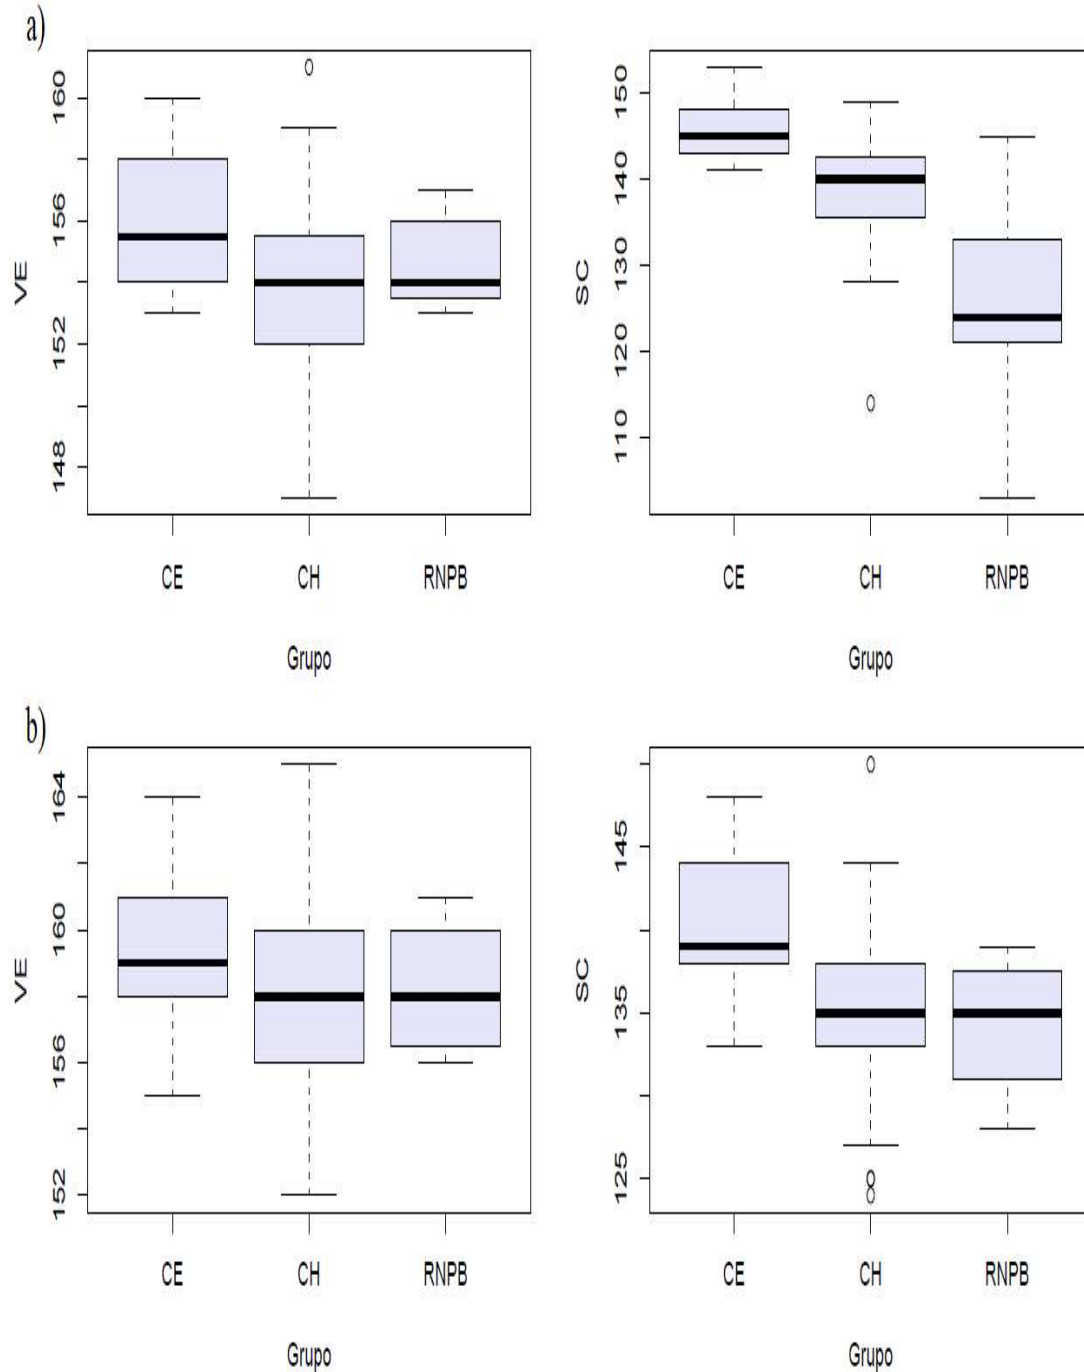 a)
VE
160
156
152
148
CE
CH
RNPB
Grupo
SC
150
140
130
120
110
CE
CH
RNPB
Grupo
b)
VE
164
160
156
152
CE
CH
RNPB
Grupo
SC
145
135
125
CE
CH
RNPB
Grupo